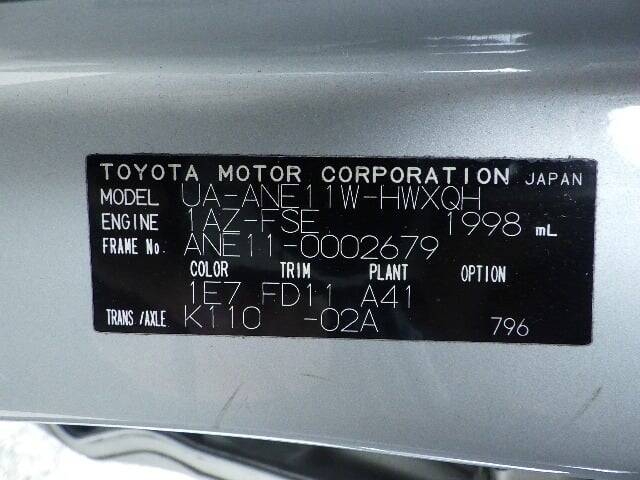 TOYOTA MOTOR CORPORATION JAPAN
MODEL UA-ANE11W-HWXQH
ENGINE 1AZ-FSE 1998 mL
FRAME No ANE11-0002679
COLOR TRIM PLANT OPTION
1E7 FD11 A41
TRANS/AXLE K110 -02A 796